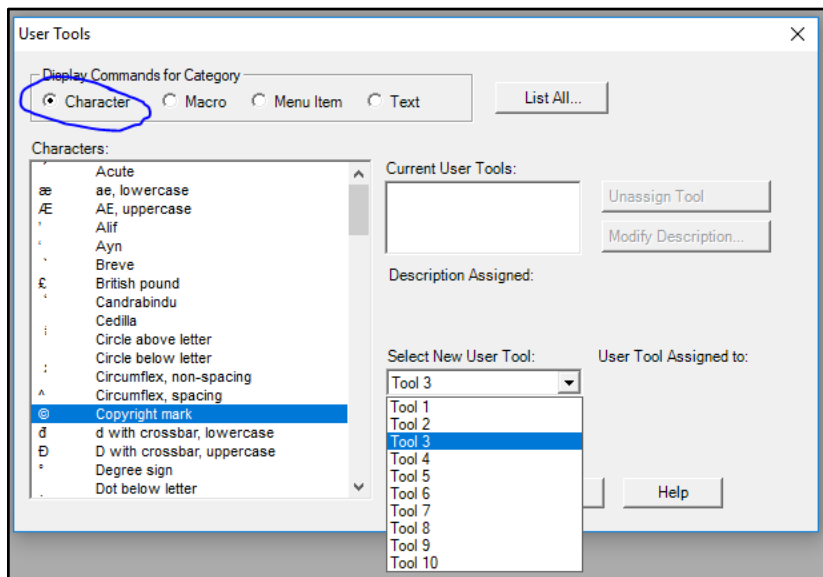 User Tools
Display Commands for Category
Character Macro Menu Item Text
List All...
Characters:
´ Acute
æ ae, lowercase
Æ AE, uppercase
Alif
Ayn
Breve
£ British pound
Candrabindu
Cedilla
Circle above letter
Circle below letter
Circumflex, non-spacing
^ Circumflex, spacing
© Copyright mark
đ d with crossbar, lowercase
Đ D with crossbar, uppercase
° Degree sign
Dot below letter
Current User Tools:
Unassign Tool
Modify Description...
Description Assigned:
Select New User Tool:
User Tool Assigned to:
Tool 3
Tool 1
Tool 2
Tool 3
Tool 4
Tool 5
Tool 6
Tool 7
Tool 8
Tool 9
Tool 10
Help